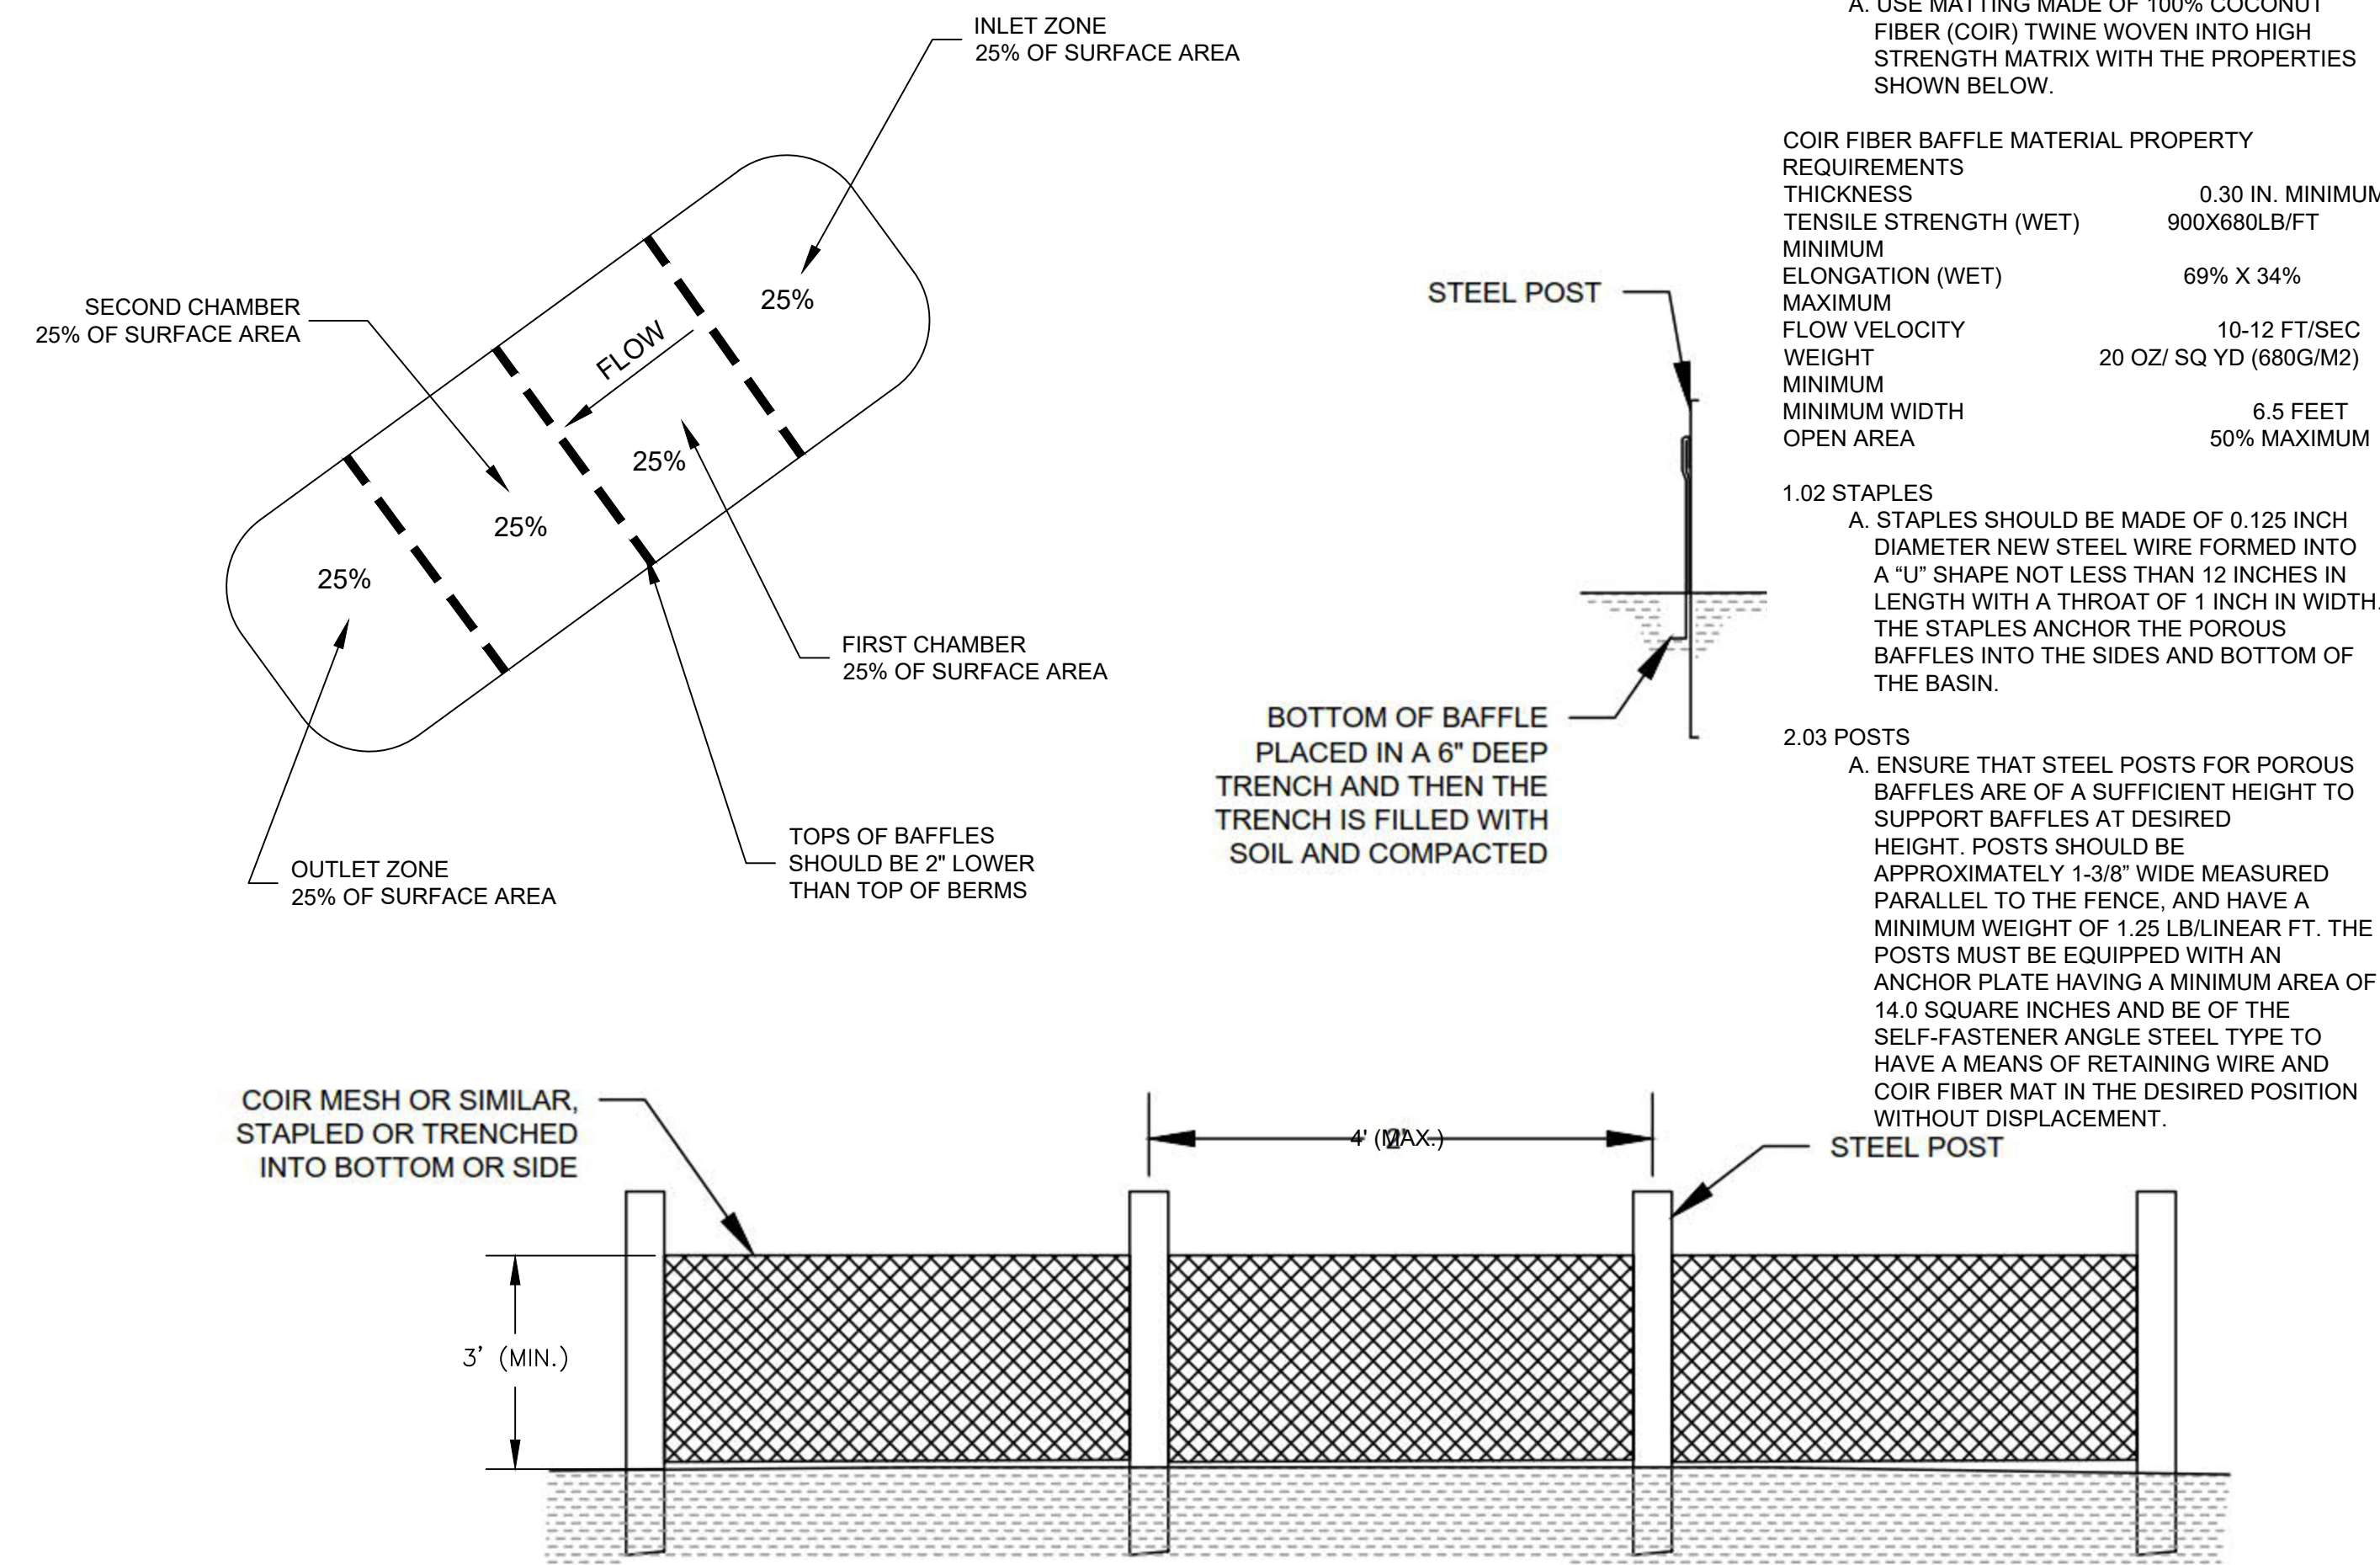 INLET ZONE
25% OF SURFACE AREA
25%
SECOND CHAMBER
25% OF SURFACE AREA
FLOW
25%
25%
25%
FIRST CHAMBER
25% OF SURFACE AREA
TOPS OF BAFFLES
SHOULD BE 2" LOWER
THAN TOP OF BERMS
OUTLET ZONE
25% OF SURFACE AREA
STEEL POST
BOTTOM OF BAFFLE
PLACED IN A 6" DEEP
TRENCH AND THEN THE
TRENCH IS FILLED WITH
SOIL AND COMPACTED
A. USE MATTING MADE OF 100% COCONUT
FIBER (COIR) TWINE WOVEN INTO HIGH
STRENGTH MATRIX WITH THE PROPERTIES
SHOWN BELOW.
COIR FIBER BAFFLE MATERIAL PROPERTY
REQUIREMENTS
THICKNESS 0.30 IN. MINIMUM
TENSILE STRENGTH (WET) 900X680LB/FT
MINIMUM
ELONGATION (WET) 69% X 34%
MAXIMUM
FLOW VELOCITY 10-12 FT/SEC
WEIGHT 20 OZ/ SQ YD (680G/M2)
MINIMUM
MINIMUM WIDTH 6.5 FEET
OPEN AREA 50% MAXIMUM
1.02 STAPLES
A. STAPLES SHOULD BE MADE OF 0.125 INCH
DIAMETER NEW STEEL WIRE FORMED INTO
A “U” SHAPE NOT LESS THAN 12 INCHES IN
LENGTH WITH A THROAT OF 1 INCH IN WIDTH.
THE STAPLES ANCHOR THE POROUS
BAFFLES INTO THE SIDES AND BOTTOM OF
THE BASIN.
2.03 POSTS
A. ENSURE THAT STEEL POSTS FOR POROUS
BAFFLES ARE OF A SUFFICIENT HEIGHT TO
SUPPORT BAFFLES AT DESIRED
HEIGHT. POSTS SHOULD BE
APPROXIMATELY 1-3/8” WIDE MEASURED
PARALLEL TO THE FENCE, AND HAVE A
MINIMUM WEIGHT OF 1.25 LB/LINEAR FT. THE
POSTS MUST BE EQUIPPED WITH AN
ANCHOR PLATE HAVING A MINIMUM AREA OF
14.0 SQUARE INCHES AND BE OF THE
SELF-FASTENER ANGLE STEEL TYPE TO
HAVE A MEANS OF RETAINING WIRE AND
COIR FIBER MAT IN THE DESIRED POSITION
WITHOUT DISPLACEMENT.
COIR MESH OR SIMILAR,
STAPLED OR TRENCHED
INTO BOTTOM OR SIDE
4' (MAX.)
STEEL POST
3' (MIN.)